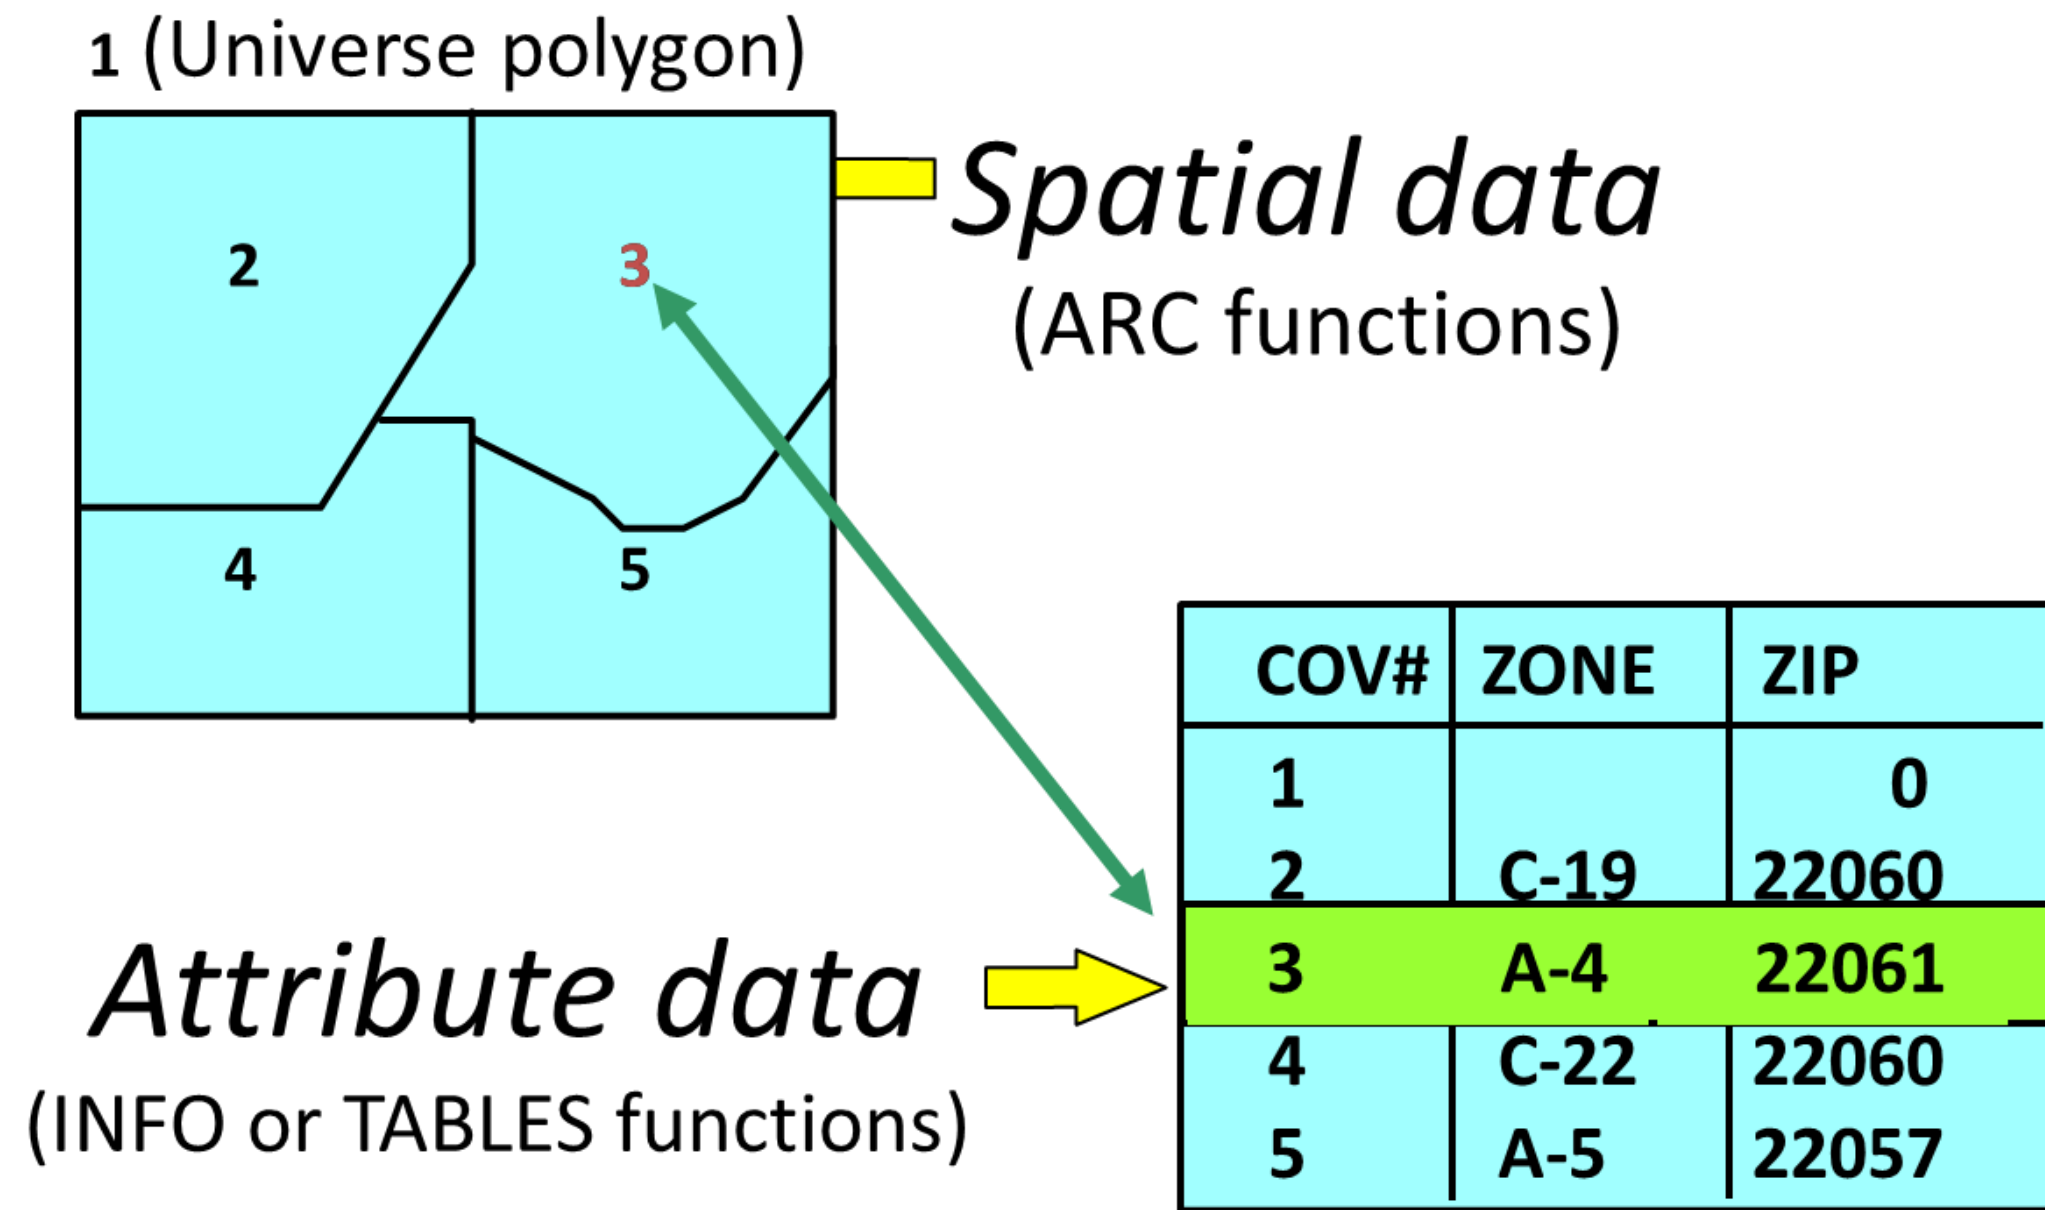 1 (Universe polygon)
2
3
4
5
Spatial data
(ARC functions)
Attribute data
(INFO or TABLES functions)
COV# ZONE ZIP
1 0
2 C-19 22060
3 A-4 22061
4 C-22 22060
5 A-5 22057